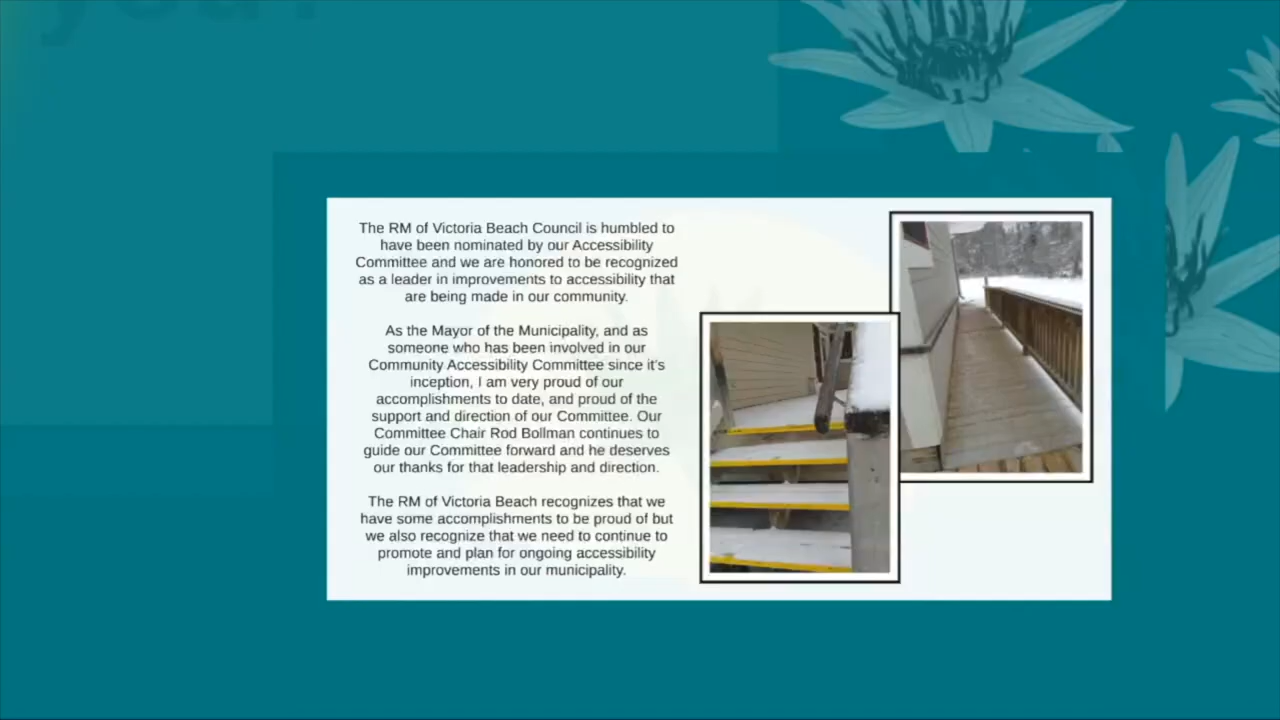 you?
The RM of Victoria Beach Council is humbled to
have been nominated by our Accessibility
Committee and we are honored to be recognized
as a leader in improvements to accessibility that
are being made in our community.
As the Mayor of the Municipality, and as
someone who has been involved in our
Community Accessibility Committee since it's
inception, I am very proud of our
accomplishments to date, and proud of the
support and direction of our Committee. Our
Committee Chair Rod Bollman continues to
guide our Committee forward and he deserves
our thanks for that leadership and direction.
The RM of Victoria Beach recognizes that we
have some accomplishments to be proud of but
we also recognize that we need to continue to
promote and plan for ongoing accessibility
improvements in our municipality.